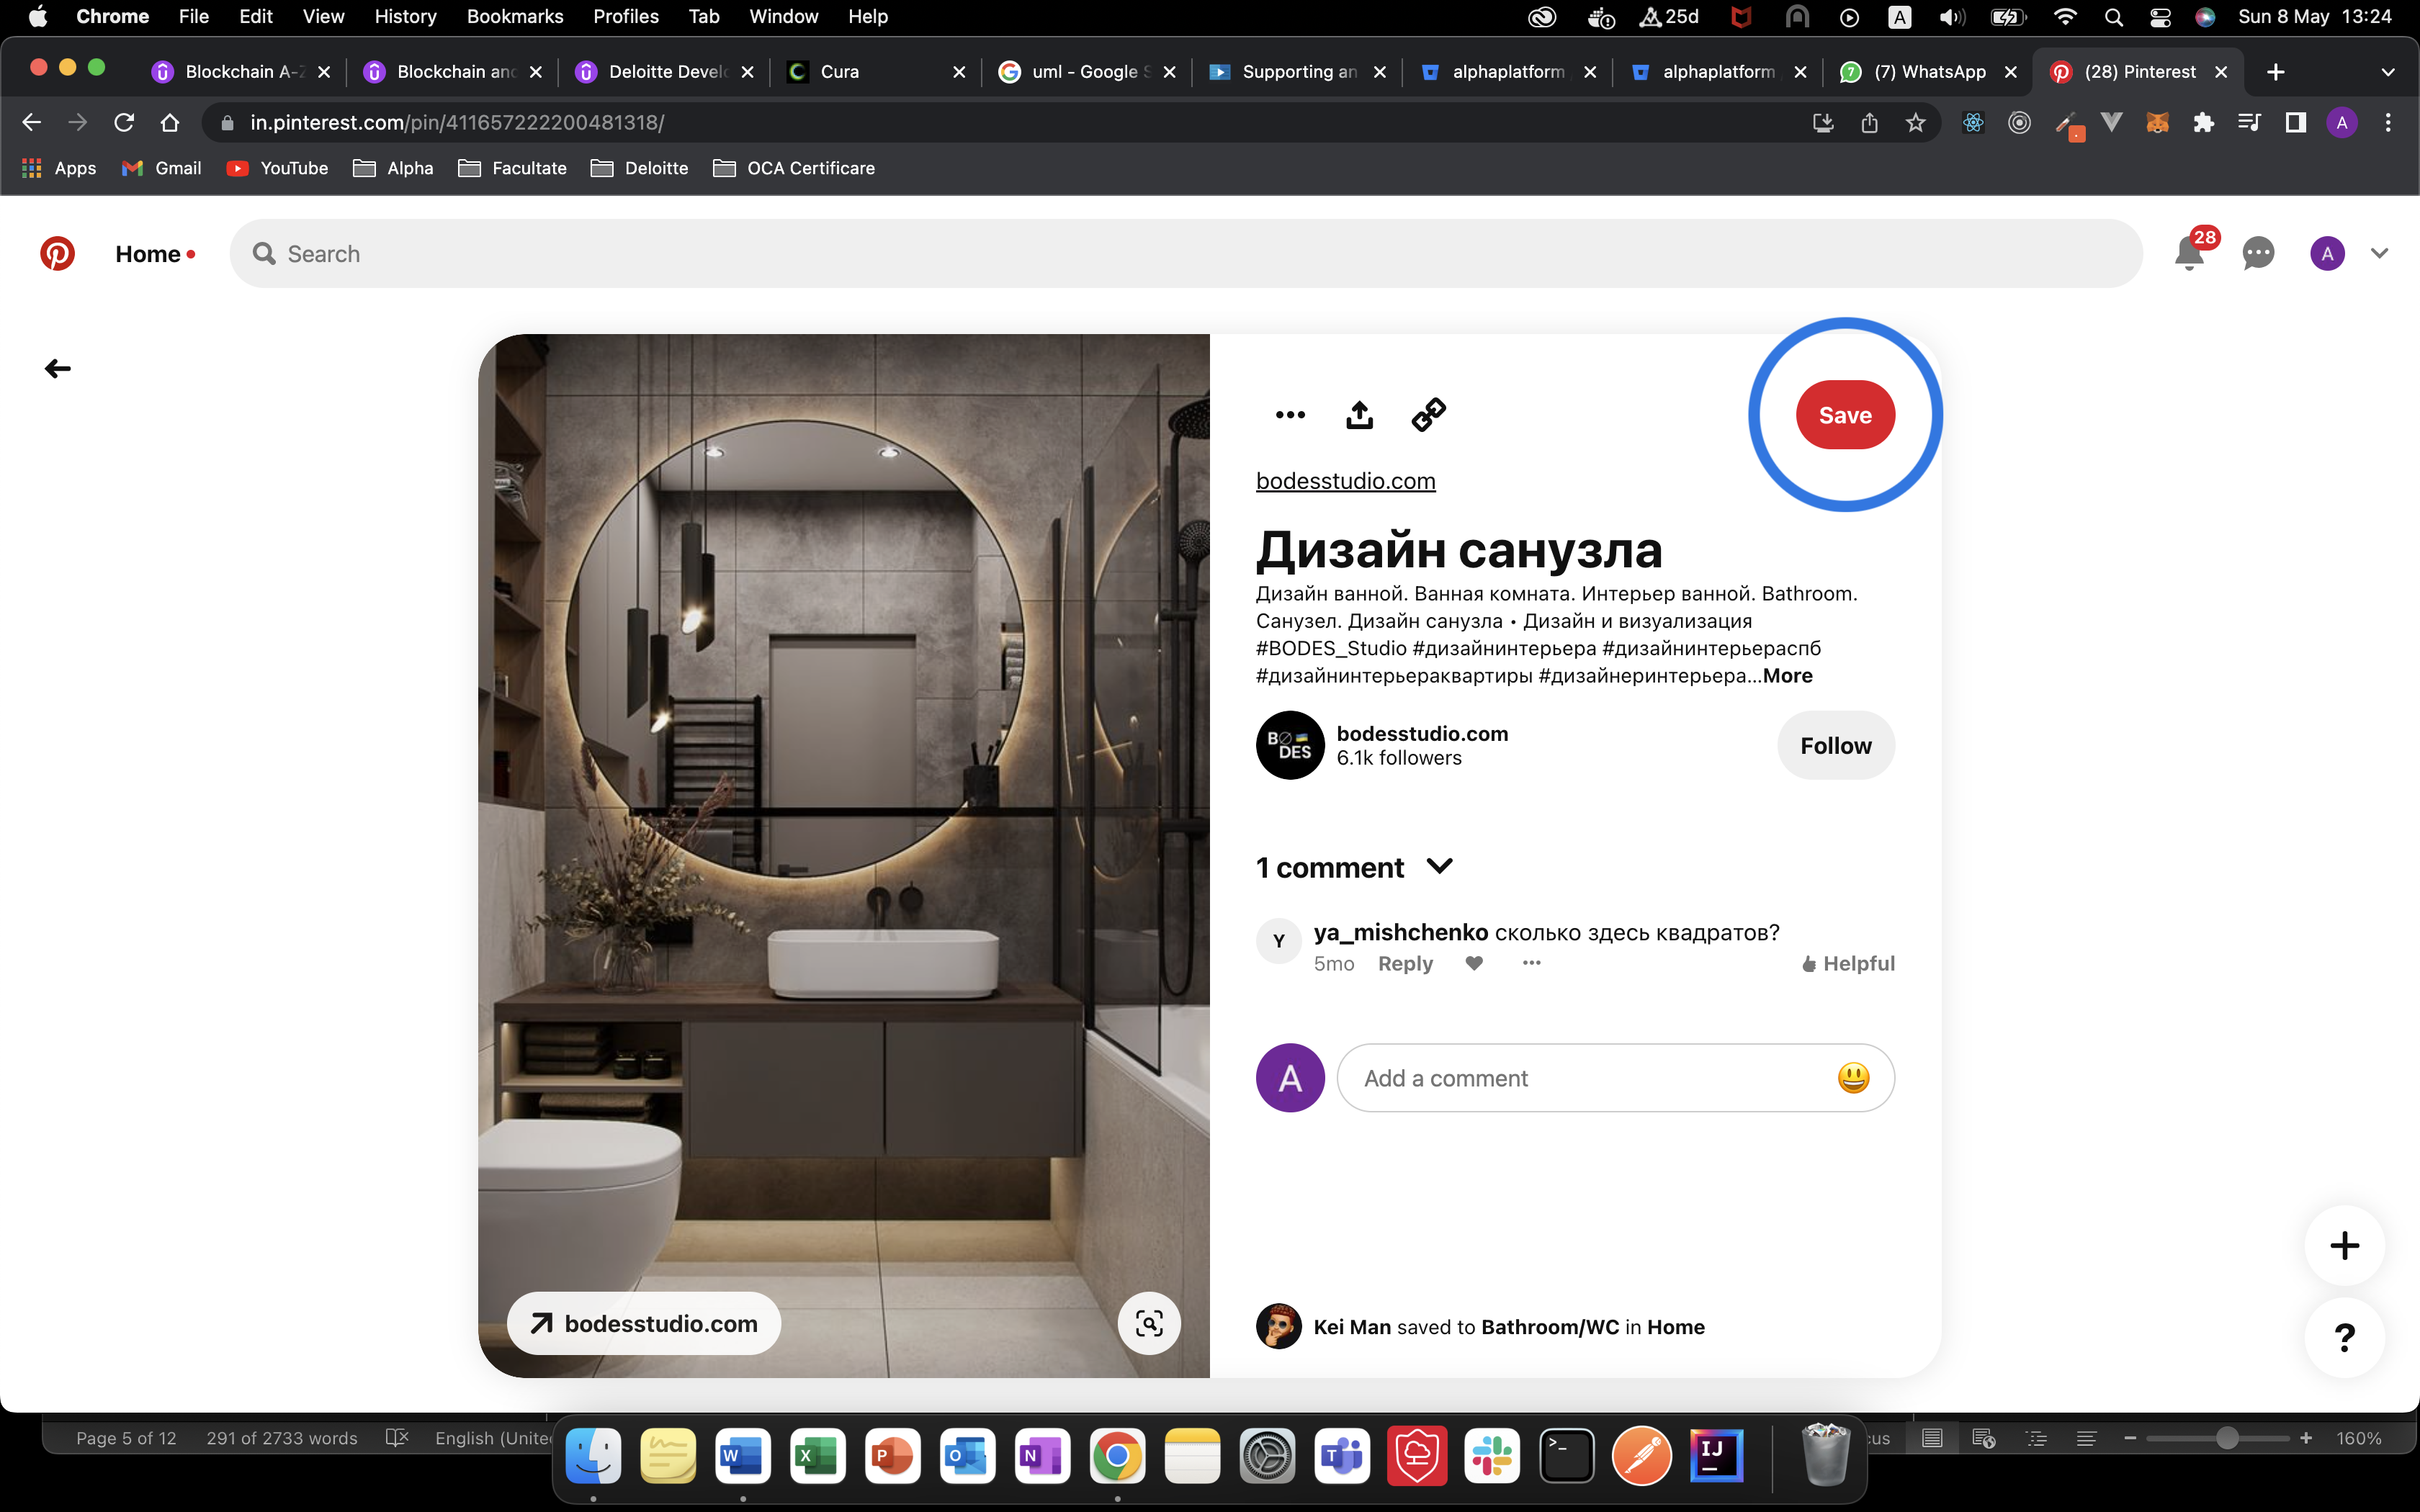 Chrome File Edit View History Bookmarks Profiles Tab Window Help 25d A Sun 8 May 13:24
Blockchain A-Z Blockchain and Deloitte Develo Cura uml - Google S Supporting an alphaplatform alphaplatform (7) WhatsApp (28) Pinterest
in.pinterest.com/pin/411657222200481318/ A
Apps Gmail YouTube Alpha Facultate Deloitte OCA Certificare
Home Search 28 A
Save
bodesstudio.com
Дизайн санузла
Дизайн ванной. Ванная комната. Интерьер ванной. Bathroom.
Санузел. Дизайн санузла • Дизайн и визуализация
#BODES_Studio #дизайнинтерьера #дизайнинтерьераспб
#дизайнинтерьераквартиры #дизайнеринтерьера...More
BODES
bodesstudio.com
6.1k followers
Follow
1 comment
Y ya_mishchenko сколько здесь квадратов?
5mo Reply Helpful
A Add a comment
bodesstudio.com
Kei Man saved to Bathroom/WC in Home
?
Page 5 of 12 291 of 2733 words English (Unite cus 160%
W X P O N T >_ IJ